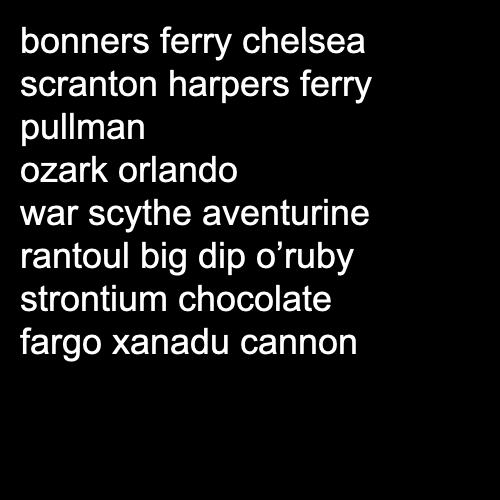 bonners ferry chelsea
scranton harpers ferry
pullman
ozark orlando
war scythe aventurine
rantoul big dip o’ruby
strontium chocolate
fargo xanadu cannon